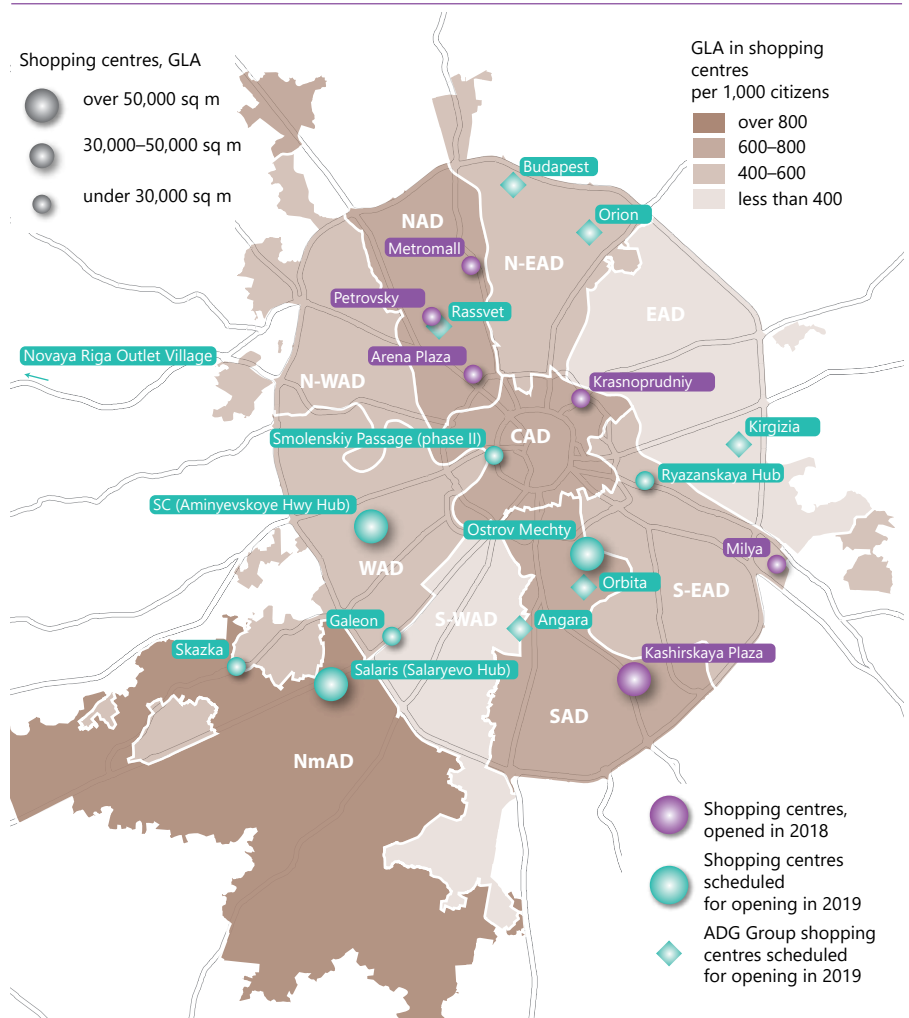 Shopping centres, GLA
over 50,000 sq m
30,000–50,000 sq m
under 30,000 sq m
GLA in shopping
centres
per 1,000 citizens
over 800
600–800
400–600
less than 400
Budapest
Orion
NAD
Metromall
N-EAD
Petrovsky
Rassvet
EAD
Novaya Riga Outlet Village
Arena Plaza
N-WAD
Krasnoprudniy
CAD
Kirgizia
Smolenskiy Passage (phase II)
Ryazanskaya Hub
SC (Aminyevskoye Hwy Hub)
Ostrov Mechty
Milya
WAD
Orbita
S-EAD
Galeon
S-WAD
Angara
Skazka
Kashirskaya Plaza
Salaris (Salaryevo Hub)
SAD
NmAD
Shopping centres,
opened in 2018
Shopping centres
scheduled
for opening in 2019
ADG Group shopping
centres scheduled
for opening in 2019